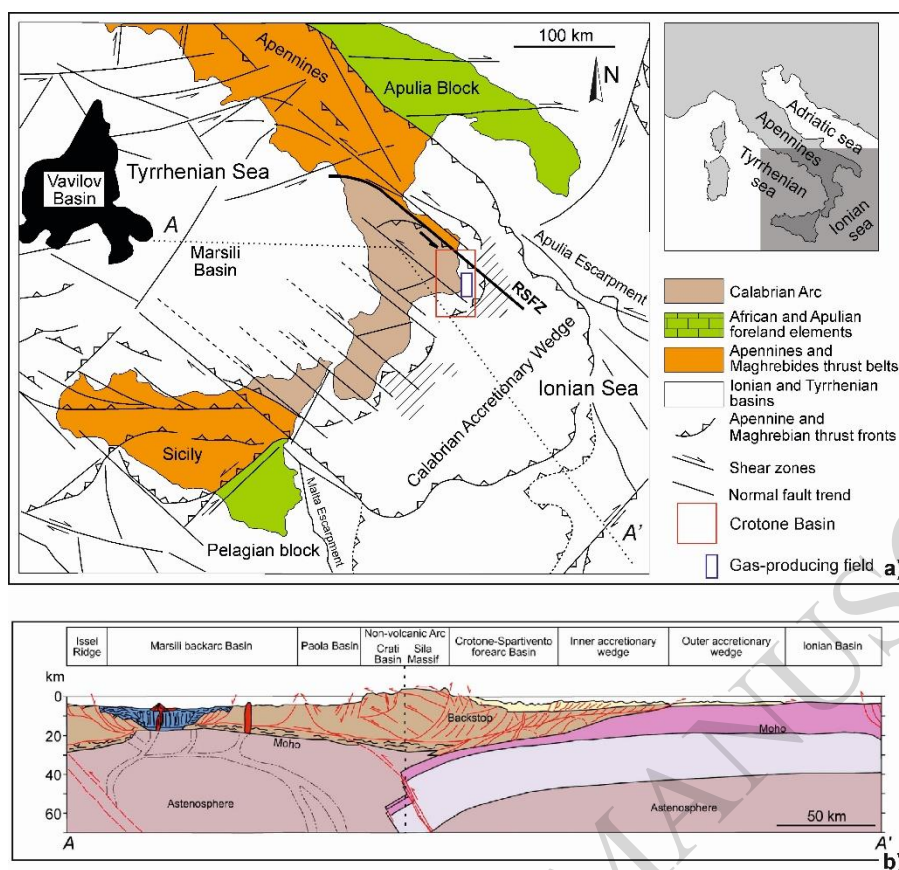 100 km
N
Apennines
Apulia Block
Tyrrhenian Sea
Vavilov
Basin
A
Marsili
Basin
RSFZ
Apulia Escarpment
Calabrian Accretionary Wedge
Ionian Sea
Sicily
Malta Escarpment
Pelagian block
A'
Adriatic sea
Apennines
Tyrrhenian
sea
Ionian sea
Calabrian Arc
African and Apulian
foreland elements
Apennines and
Maghrebides thrust belts
Ionian and Tyrrhenian
basins
Apennine and
Maghrebian thrust fronts
Shear zones
Normal fault trend
Crotone Basin
Gas-producing field
a)
Issel
Ridge
Marsili backarc Basin
Paola Basin
Non-volcanic Arc
Crati
Basin
Sila
Massif
Crotone-Spartivento
forearc Basin
Inner accretionary
wedge
Outer accretionary
wedge
Ionian Basin
km
0
20
40
60
Backstop
Moho
Moho
Astenosphere
Astenosphere
50 km
A
A'
b)
MANUSC